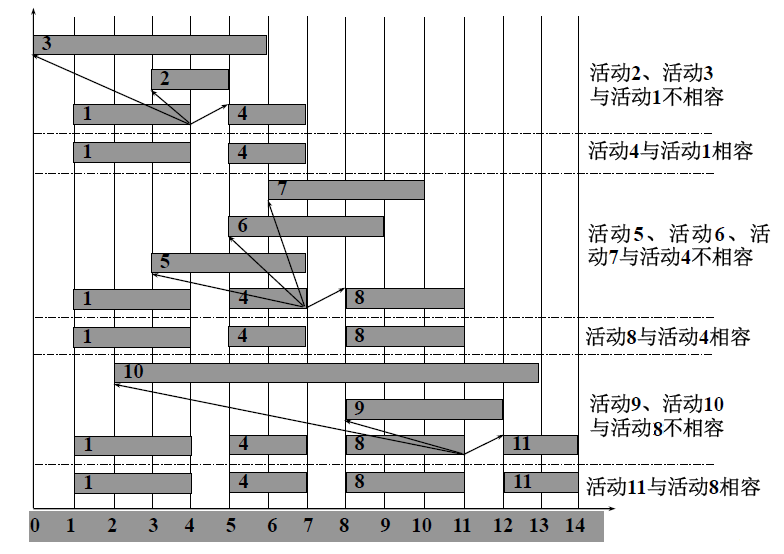 3
2
1 4
活动2、活动3
与活动1不相容
1 4
活动4与活动1相容
7
6
5
1 4 8
活动5、活动6、活
动7与活动4不相容
1 4 8
活动8与活动4相容
10
9
1 4 8 11
活动9、活动10
与活动8不相容
1 4 8 11
活动11与活动8相容
0 1 2 3 4 5 6 7 8 9 10 11 12 13 14